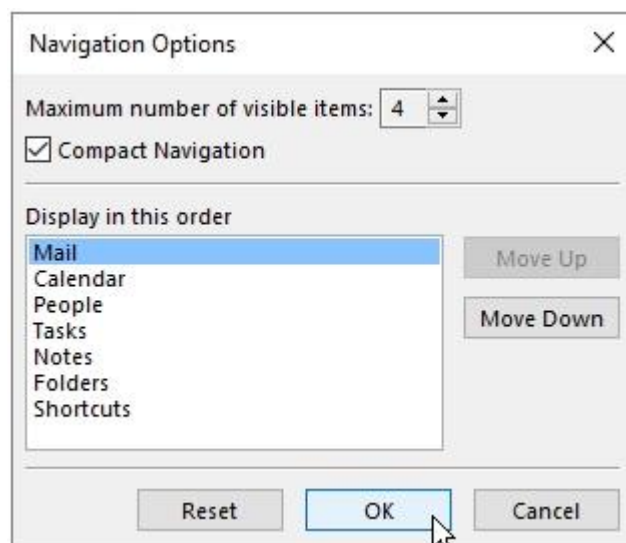 Navigation Options
Maximum number of visible items: 4
Compact Navigation
Display in this order
Mail
Calendar
People
Tasks
Notes
Folders
Shortcuts
Move Up
Move Down
Reset OK Cancel